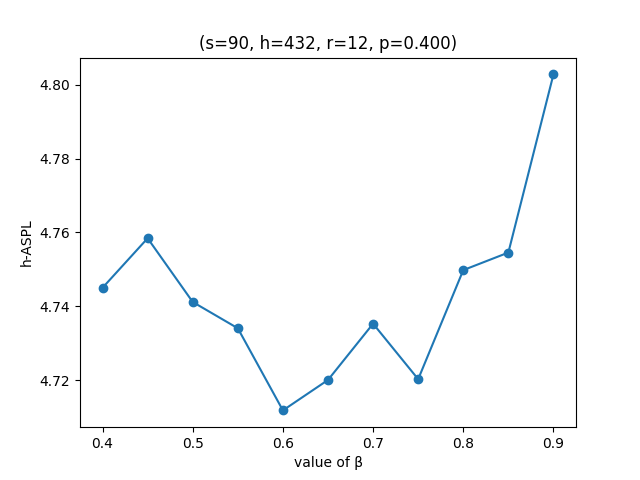 (s=90, h=432, r=12, p=0.400)
4.80
4.78
4.76
4.74
4.72
h-ASPL
0.4 0.5 0.6 0.7 0.8 0.9
value of β